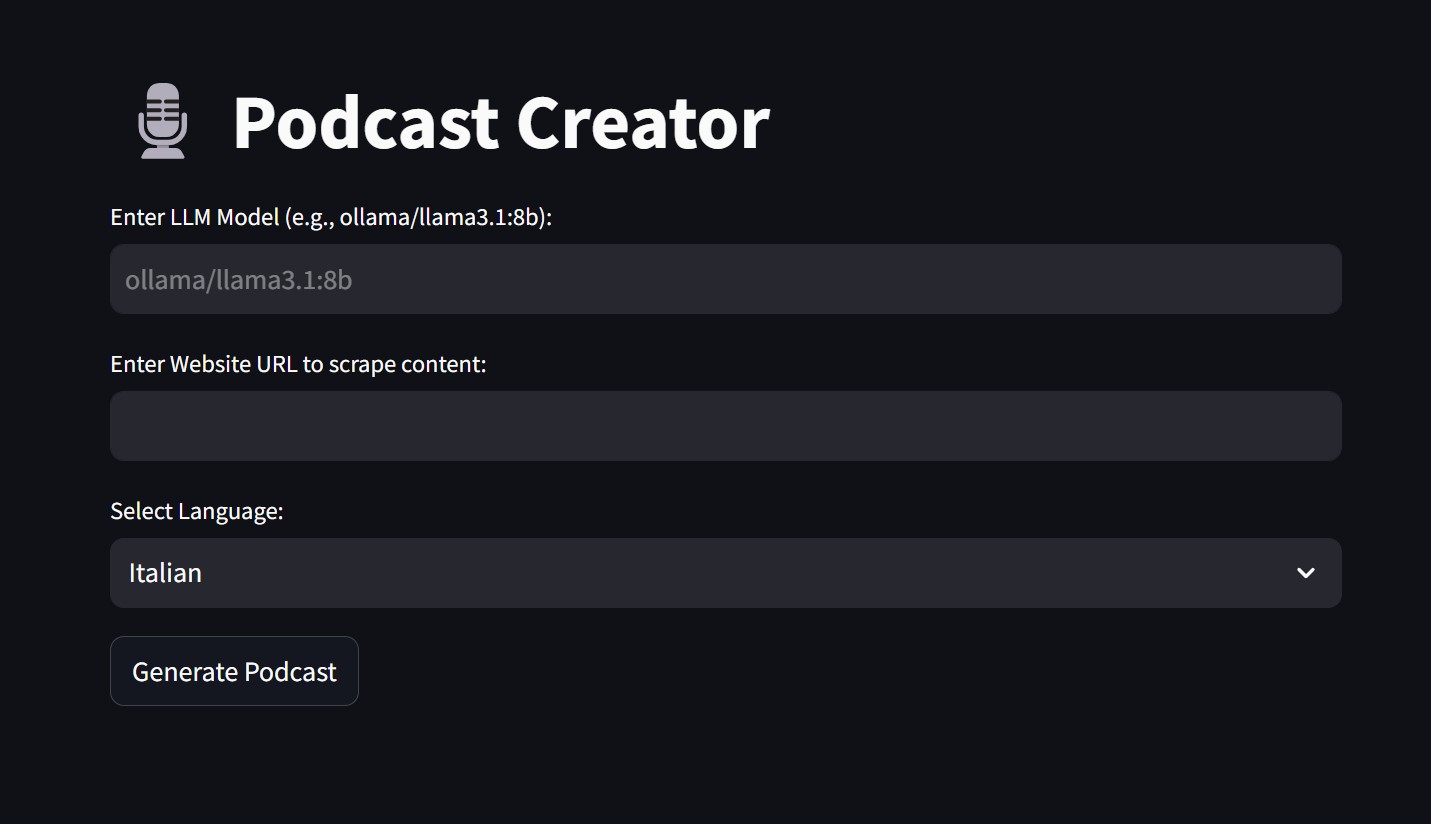 Podcast Creator
Enter LLM Model (e.g., ollama/llama3.1:8b):
ollama/llama3.1:8b
Enter Website URL to scrape content:
Select Language:
Italian
Generate Podcast